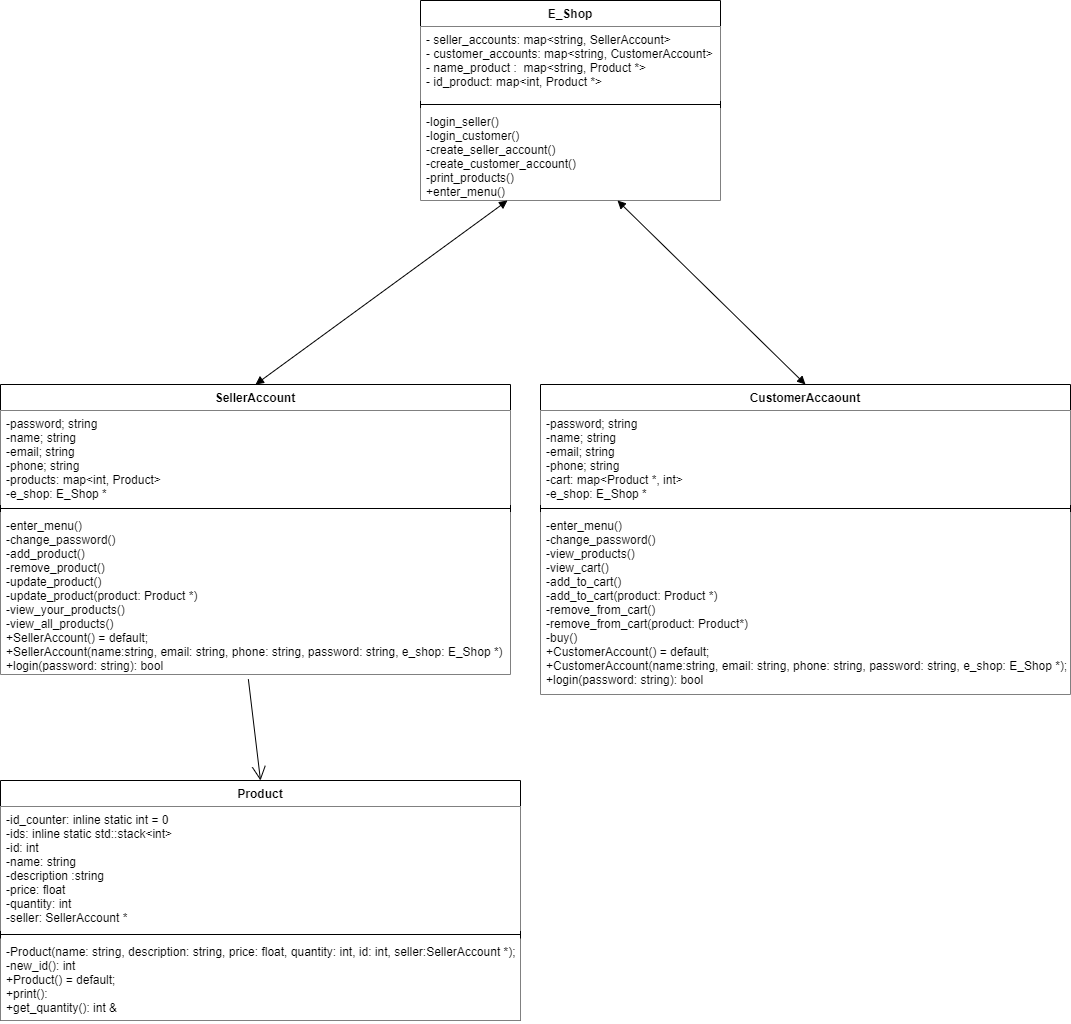 E_Shop
- seller_accounts: map<string, SellerAccount>
- customer_accounts: map<string, CustomerAccount>
- name_product :  map<string, Product *>
- id_product: map<int, Product *>
-login_seller()
-login_customer()
-create_seller_account()
-create_customer_account()
-print_products()
+enter_menu()
SellerAccount
-password; string
-name; string
-email; string
-phone; string
-products: map<int, Product>
-e_shop: E_Shop *
-enter_menu()
-change_password()
-add_product()
-remove_product()
-update_product()
-update_product(product: Product *)
-view_your_products()
-view_all_products()
+SellerAccount() = default;
+SellerAccount(name:string, email: string, phone: string, password: string, e_shop: E_Shop *)
+login(password: string): bool
CustomerAccaount
-password; string
-name; string
-email; string
-phone; string
-cart: map<Product *, int>
-e_shop: E_Shop *
-enter_menu()
-change_password()
-view_products()
-view_cart()
-add_to_cart()
-add_to_cart(product: Product *)
-remove_from_cart()
-remove_from_cart(product: Product*)
-buy()
+CustomerAccount() = default;
+CustomerAccount(name:string, email: string, phone: string, password: string, e_shop: E_Shop *);
+login(password: string): bool
Product
-id_counter: inline static int = 0
-ids: inline static std::stack<int>
-id: int
-name: string
-description :string
-price: float
-quantity: int
-seller: SellerAccount *
-Product(name: string, description: string, price: float, quantity: int, id: int, seller:SellerAccount *);
-new_id(): int
+Product() = default;
+print():
+get_quantity(): int &